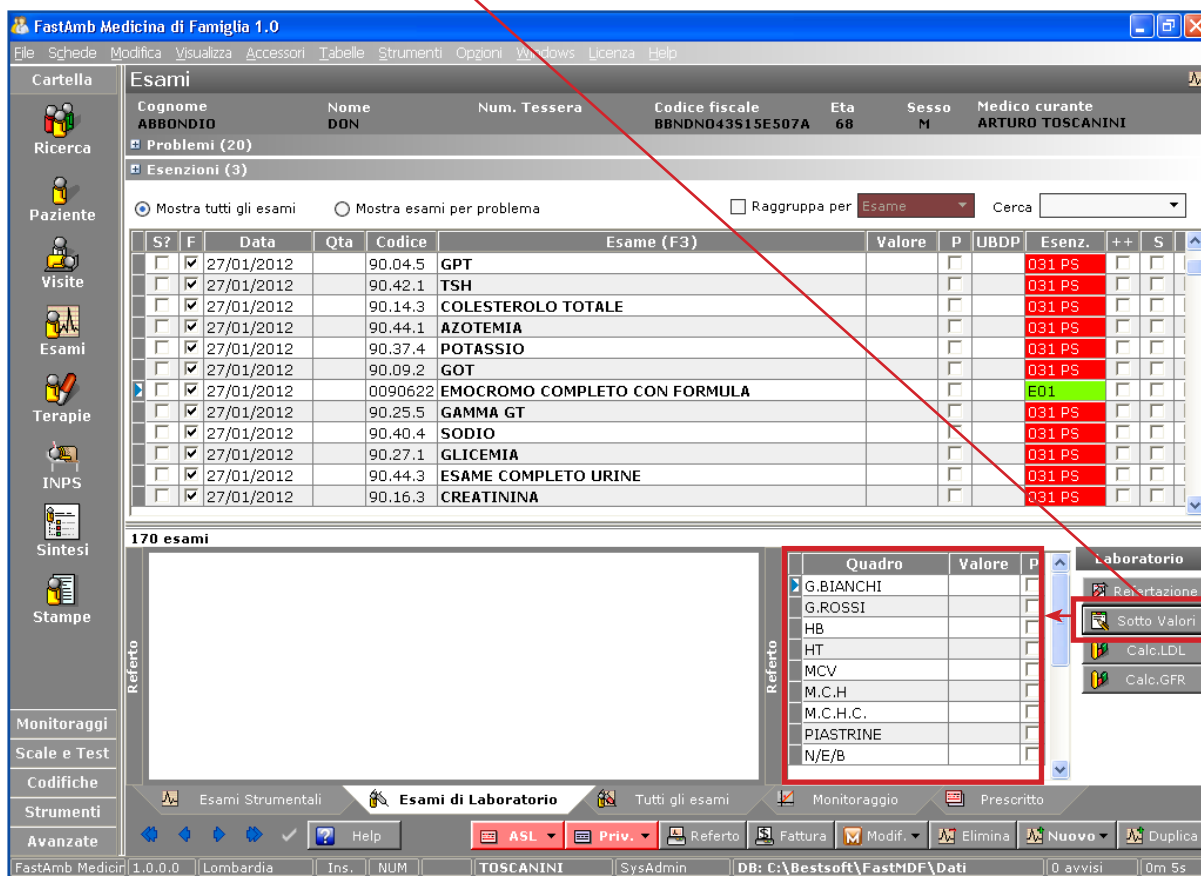 FastAmb Medicina di Famiglia 1.0
File Schede Modifica Visualizza Accessori Tabelle Strumenti Opzioni Windows Licenza Help
Cartella
Esami
Cognome Nome Num. Tessera Codice fiscale Eta Sesso Medico curante
ABBONDIO DON BBNDNO43S15E507A 68 M ARTURO TOSCANINI
Problemi (20)
Esenzioni (3)
Ricerca
Paziente
Visite
Esami
Terapie
INPS
Sintesi
Stampe
Monitoraggi
Scale e Test
Codifiche
Strumenti
Avanzate
Mostra tutti gli esami Mostra esami per problema Raggruppa per Esame Cerca
S? F Data Qta Codice Esame (F3) Valore P UBDP Esenz. ++ S
27/01/2012 90.04.5 GPT 031 PS
27/01/2012 90.42.1 TSH 031 PS
27/01/2012 90.14.3 COLESTEROLO TOTALE 031 PS
27/01/2012 90.44.1 AZOTEMIA 031 PS
27/01/2012 90.37.4 POTASSIO 031 PS
27/01/2012 90.09.2 GOT 031 PS
27/01/2012 0090622 EMOCROMO COMPLETO CON FORMULA E01
27/01/2012 90.25.5 GAMMA GT 031 PS
27/01/2012 90.40.4 SODIO 031 PS
27/01/2012 90.27.1 GLICEMIA 031 PS
27/01/2012 90.44.3 ESAME COMPLETO URINE 031 PS
27/01/2012 90.16.3 CREATININA 031 PS
170 esami
Referto
Referto
Quadro Valore P
G.BIANCHI
G.ROSSI
HB
HT
MCV
M.C.H
M.C.H.C.
PIASTRINE
N/E/B
Laboratorio
Refertazione
Sotto Valori
Calc.LDL
Calc.GFR
Esami Strumentali Esami di Laboratorio Tutti gli esami Monitoraggio Prescritto
Help ASL Priv. Referto Fattura Modif. Elimina Nuovo Duplica
FastAmb Medicin 1.0.0.0 Lombardia Ins. NUM TOSCANINI SysAdmin DB: C:\Bestsoft\FastMDF\Dati 0 avvisi 0m 5s